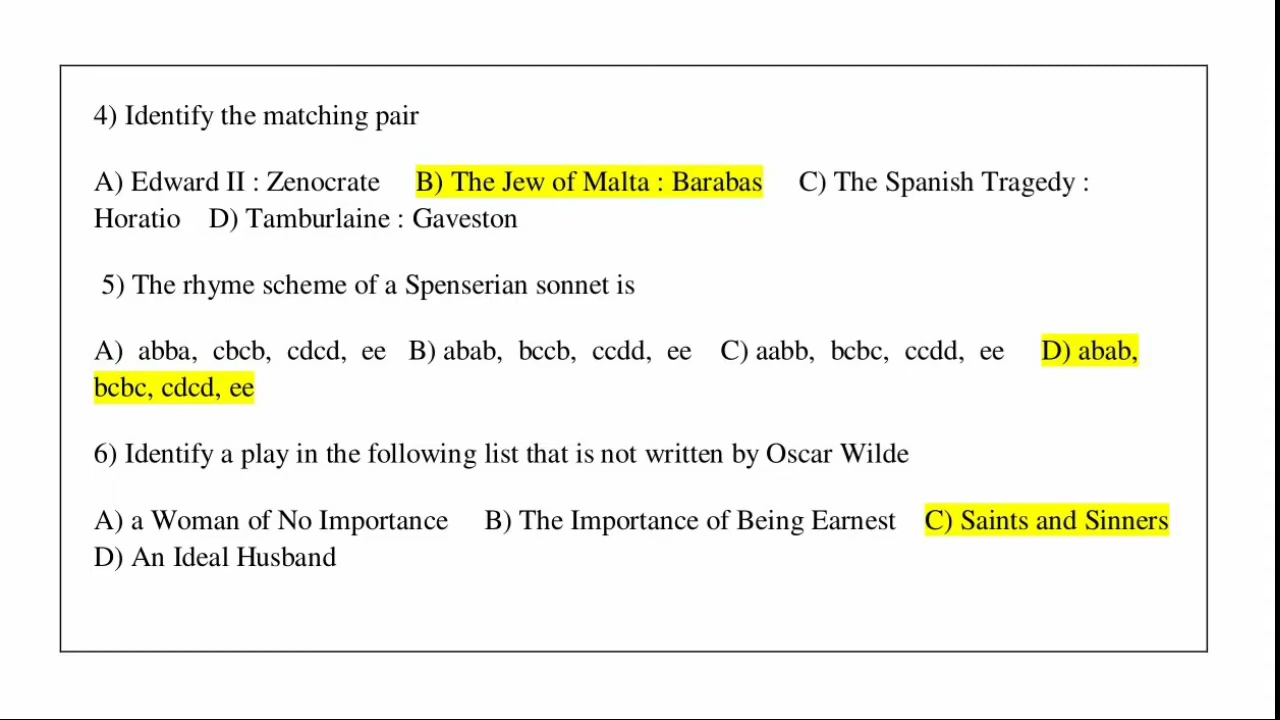 4) Identify the matching pair
A) Edward II : Zenocrate B) The Jew of Malta : Barabas C) The Spanish Tragedy :
Horatio D) Tamburlaine : Gaveston
5) The rhyme scheme of a Spenserian sonnet is
A) abba, cbcb, cdcd, ee B) abab, bccb, ccdd, ee C) aabb, bcbc, ccdd, ee D) abab,
bcbc, cdcd, ee
6) Identify a play in the following list that is not written by Oscar Wilde
A) a Woman of No Importance B) The Importance of Being Earnest C) Saints and Sinners
D) An Ideal Husband